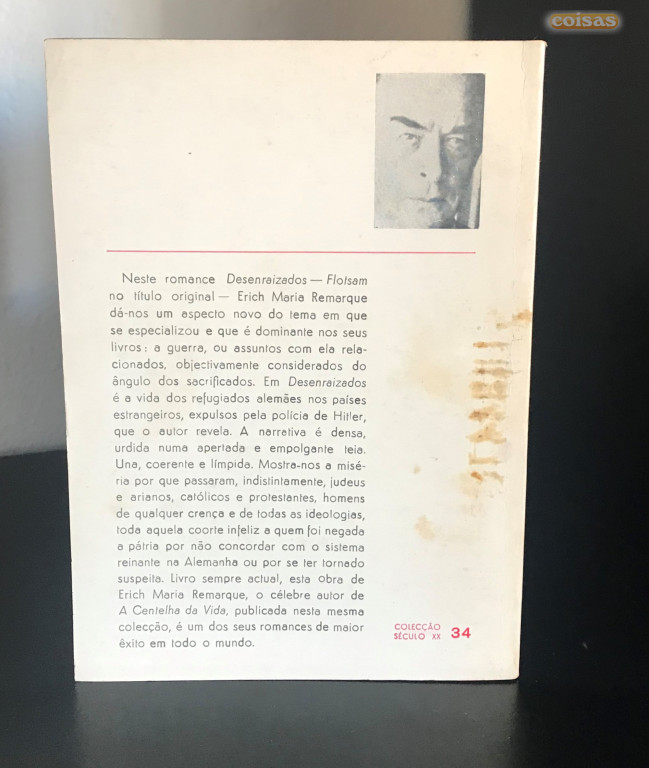 coisas
Neste romance Desenraizados — Flotsam
no título original — Erich Maria Remarque
dá-nos um aspecto novo do tema em que
se especializou e que é dominante nos seus
livros: a guerra, ou assuntos com ela rela-
cionados, objectivamente considerados do
ângulo dos sacrificados. Em Desenraizados
é a vida dos refugiados alemães nos países
estrangeiros, expulsos pela polícia de Hitler,
que o autor revela. A narrativa é densa,
urdida numa apertada e empolgante teia.
Una, coerente e límpida. Mostra-nos a misé-
ria por que passaram, indistintamente, judeus
e arianos, católicos e protestantes, homens
de qualquer crença e de todas as ideologias,
toda aquela coorte infeliz a quem foi negada
a pátria por não concordar com o sistema
reinante na Alemanha ou por se ter tornado
suspeita. Livro sempre actual, esta obra de
Erich Maria Remarque, o célebre autor de
A Centelha da Vida, publicada nesta mesma
colecção, é um dos seus romances de maior
êxito em todo o mundo.
COLECÇÃO
SÉCULO XX 34